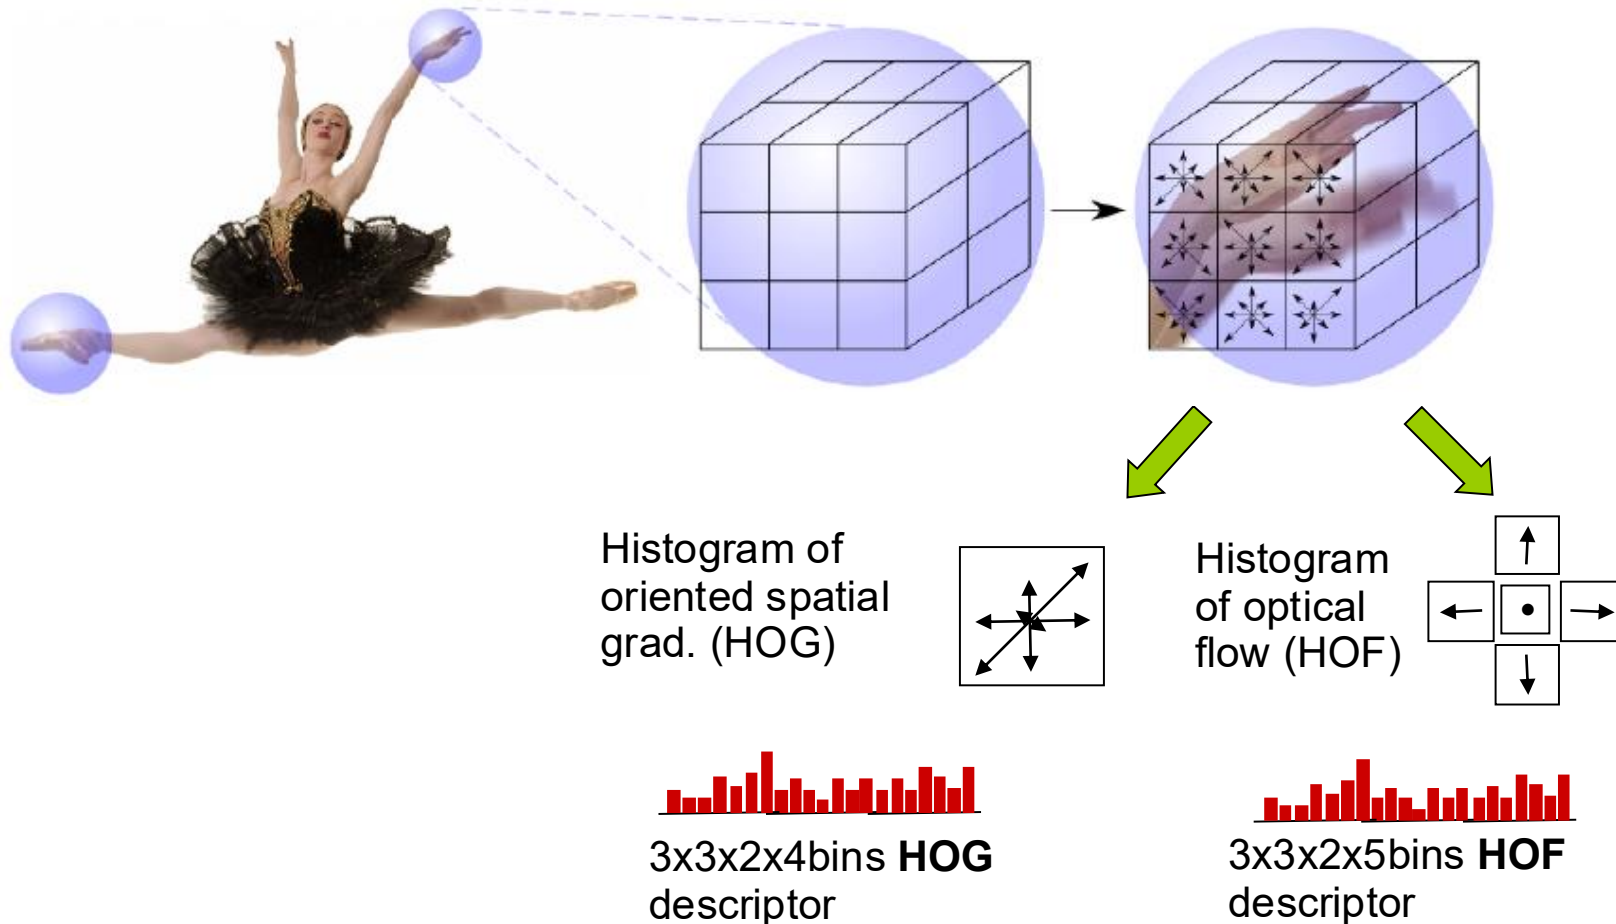 Histogram of
oriented spatial
grad. (HOG)
Histogram
of optical
flow (HOF)
3x3x2x4bins HOG
descriptor
3x3x2x5bins HOF
descriptor